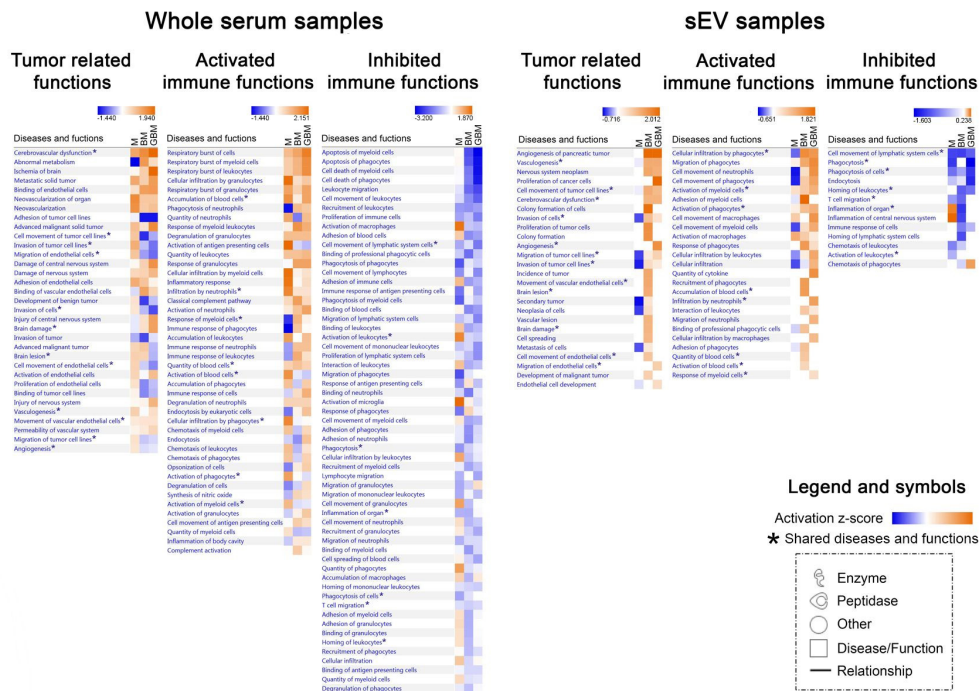 Whole serum samples
sEV samples
Tumor related
functions
-1.440 1.940
Diseases and fuctions
M
BM
GBM
Cerebrovascular dysfunction *
Abnormal metabolism
Ischemia of brain
Metastatic solid tumor
Binding of endothelial cells
Neovascularization of organ
Neovascularization
Adhesion of tumor cell lines
Advanced malignant solid tumor
Cell movement of tumor cell lines *
Invasion of tumor cell lines *
Migration of endothelial cells *
Damage of central nervous system
Damage of nervous system
Adhesion of endothelial cells
Binding of vascular endothelial cells
Development of benign tumor
Invasion of cells *
Injury of central nervous system
Brain damage *
Invasion of tumor
Advanced malignant tumor
Brain lesion *
Cell movement of endothelial cells *
Activation of endothelial cells
Proliferation of endothelial cells
Binding of tumor cell lines
Injury of nervous system
Vasculogenesis *
Movement of vascular endothelial cells *
Permeability of vascular system
Migration of tumor cell lines *
Angiogenesis *
Activated
immune functions
-1.440 2.551
Diseases and fuctions
M
BM
GBM
Respiratory burst of cells
Respiratory burst of myeloid cells
Respiratory burst of leukocytes
Cellular infiltration by granulocytes
Respiratory burst of granulocytes
Accumulation of blood cells *
Phagocytosis of neutrophils
Quantity of neutrophils
Response of myeloid leukocytes
Degranulation of granulocytes
Activation of antigen presenting cells
Quantity of leukocytes
Response of granulocytes
Cellular infiltration by myeloid cells
Inflammatory response
Infiltration by neutrophils *
Classical complement pathway
Activation of neutrophils
Response of myeloid cells *
Immune response of phagocytes
Accumulation of leukocytes
Immune response of neutrophils
Immune response of leukocytes
Quantity of blood cells *
Activation of blood cells *
Accumulation of phagocytes
Immune response of cells
Degranulation of neutrophils
Endocytosis by eukaryotic cells
Cellular infiltration by phagocytes *
Chemotaxis of myeloid cells
Endocytosis
Chemotaxis of leukocytes
Chemotaxis of phagocytes
Opsonization of cells
Activation of phagocytes *
Degranulation of cells
Synthesis of nitric oxide
Activation of myeloid cells *
Activation of granulocytes
Cell movement of antigen presenting cells
Quantity of myeloid cells
Inflammation of body cavity
Complement activation
Inhibited
immune functions
-3.200 1.870
Diseases and fuctions
M
BM
GBM
Apoptosis of myeloid cells
Apoptosis of phagocytes
Cell death of myeloid cells
Cell death of phagocytes
Leukocyte migration
Cell movement of leukocytes
Recruitment of leukocytes
Proliferation of immune cells
Activation of macrophages
Adhesion of blood cells
Cell movement of lymphatic system cells *
Binding of professional phagocytic cells
Phagocytosis of phagocytes
Cell movement of lymphocytes
Adhesion of immune cells
Immune response of antigen presenting cells
Phagocytosis of myeloid cells
Binding of blood cells
Migration of lymphatic system cells
Binding of leukocytes
Activation of leukocytes *
Cell movement of mononuclear leukocytes
Proliferation of lymphatic system cells
Interaction of leukocytes
Migration of phagocytes
Response of antigen presenting cells
Binding of neutrophils
Activation of microglia
Response of phagocytes
Cell movement of myeloid cells
Adhesion of phagocytes
Adhesion of neutrophils
Phagocytosis *
Cellular infiltration by leukocytes
Recruitment of myeloid cells
Lymphocyte migration
Migration of granulocytes
Migration of mononuclear leukocytes
Cell movement of granulocytes
Inflammation of organ *
Cell movement of neutrophils
Recruitment of granulocytes
Migration of neutrophils
Binding of myeloid cells
Cell spreading of blood cells
Quantity of phagocytes
Accumulation of macrophages
Homing of mononuclear leukocytes
Phagocytosis of cells *
T cell migration *
Adhesion of myeloid cells
Adhesion of granulocytes
Binding of granulocytes
Homing of leukocytes *
Recruitment of phagocytes
Cellular infiltration
Binding of antigen presenting cells
Quantity of myeloid cells
Degranulation of phagocytes
Tumor related
functions
-0.716 2.012
Diseases and fuctions
M
BM
GBM
Angiogenesis of pancreatic tumor
Vasculogenesis *
Nervous system neoplasm
Proliferation of cancer cells
Cell movement of tumor cell lines *
Cerebrovascular dysfunction *
Colony formation of cells
Invasion of cells *
Proliferation of tumor cells
Colony formation
Angiogenesis *
Migration of tumor cell lines *
Invasion of tumor cell lines *
Incidence of tumor
Movement of vascular endothelial cells *
Brain lesion *
Secondary tumor
Neoplasia of cells
Vascular lesion
Brain damage *
Cell spreading
Metastasis of cells
Cell movement of endothelial cells *
Migration of endothelial cells *
Development of malignant tumor
Endothelial cell development
Activated
immune functions
-0.651 1.821
Diseases and fuctions
M
BM
GBM
Cellular infiltration by phagocytes *
Migration of phagocytes
Cell movement of neutrophils
Cell movement of phagocytes
Activation of myeloid cells *
Adhesion of myeloid cells
Activation of phagocytes *
Cell movement of macrophages
Cell movement of myeloid cells
Activation of macrophages
Response of phagocytes
Cellular infiltration by leukocytes
Cellular infiltration
Quantity of cytokine
Recruitment of phagocytes
Accumulation of blood cells *
Infiltration by neutrophils *
Interaction of leukocytes
Migration of neutrophils
Binding of professional phagocytic cells
Cellular infiltration by macrophages
Adhesion of phagocytes
Quantity of blood cells *
Activation of blood cells *
Response of myeloid cells *
Inhibited
immune functions
-1.603 0.238
Diseases and fuctions
M
BM
GBM
Cell movement of lymphatic system cells *
Phagocytosis *
Phagocytosis of cells *
Endocytosis
Homing of leukocytes *
T cell migration *
Inflammation of organ *
Inflammation of central nervous system
Immune response of cells
Homing of lymphatic system cells
Chemotaxis of leukocytes
Activation of leukocytes *
Chemotaxis of phagocytes
Legend and symbols
Activation z-score
* Shared diseases and functions
Enzyme
Peptidase
Other
Disease/Function
Relationship